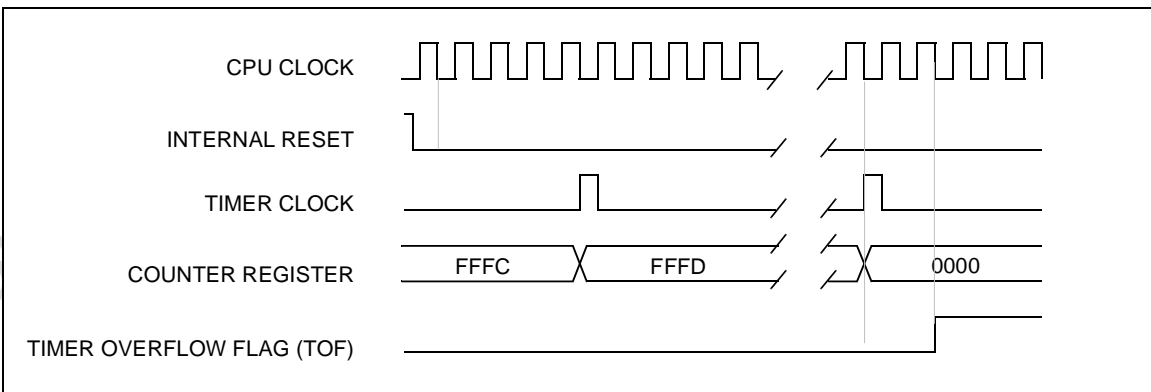 CPU CLOCK
INTERNAL RESET
TIMER CLOCK
COUNTER REGISTER
FFFC
FFFD
0000
TIMER OVERFLOW FLAG (TOF)